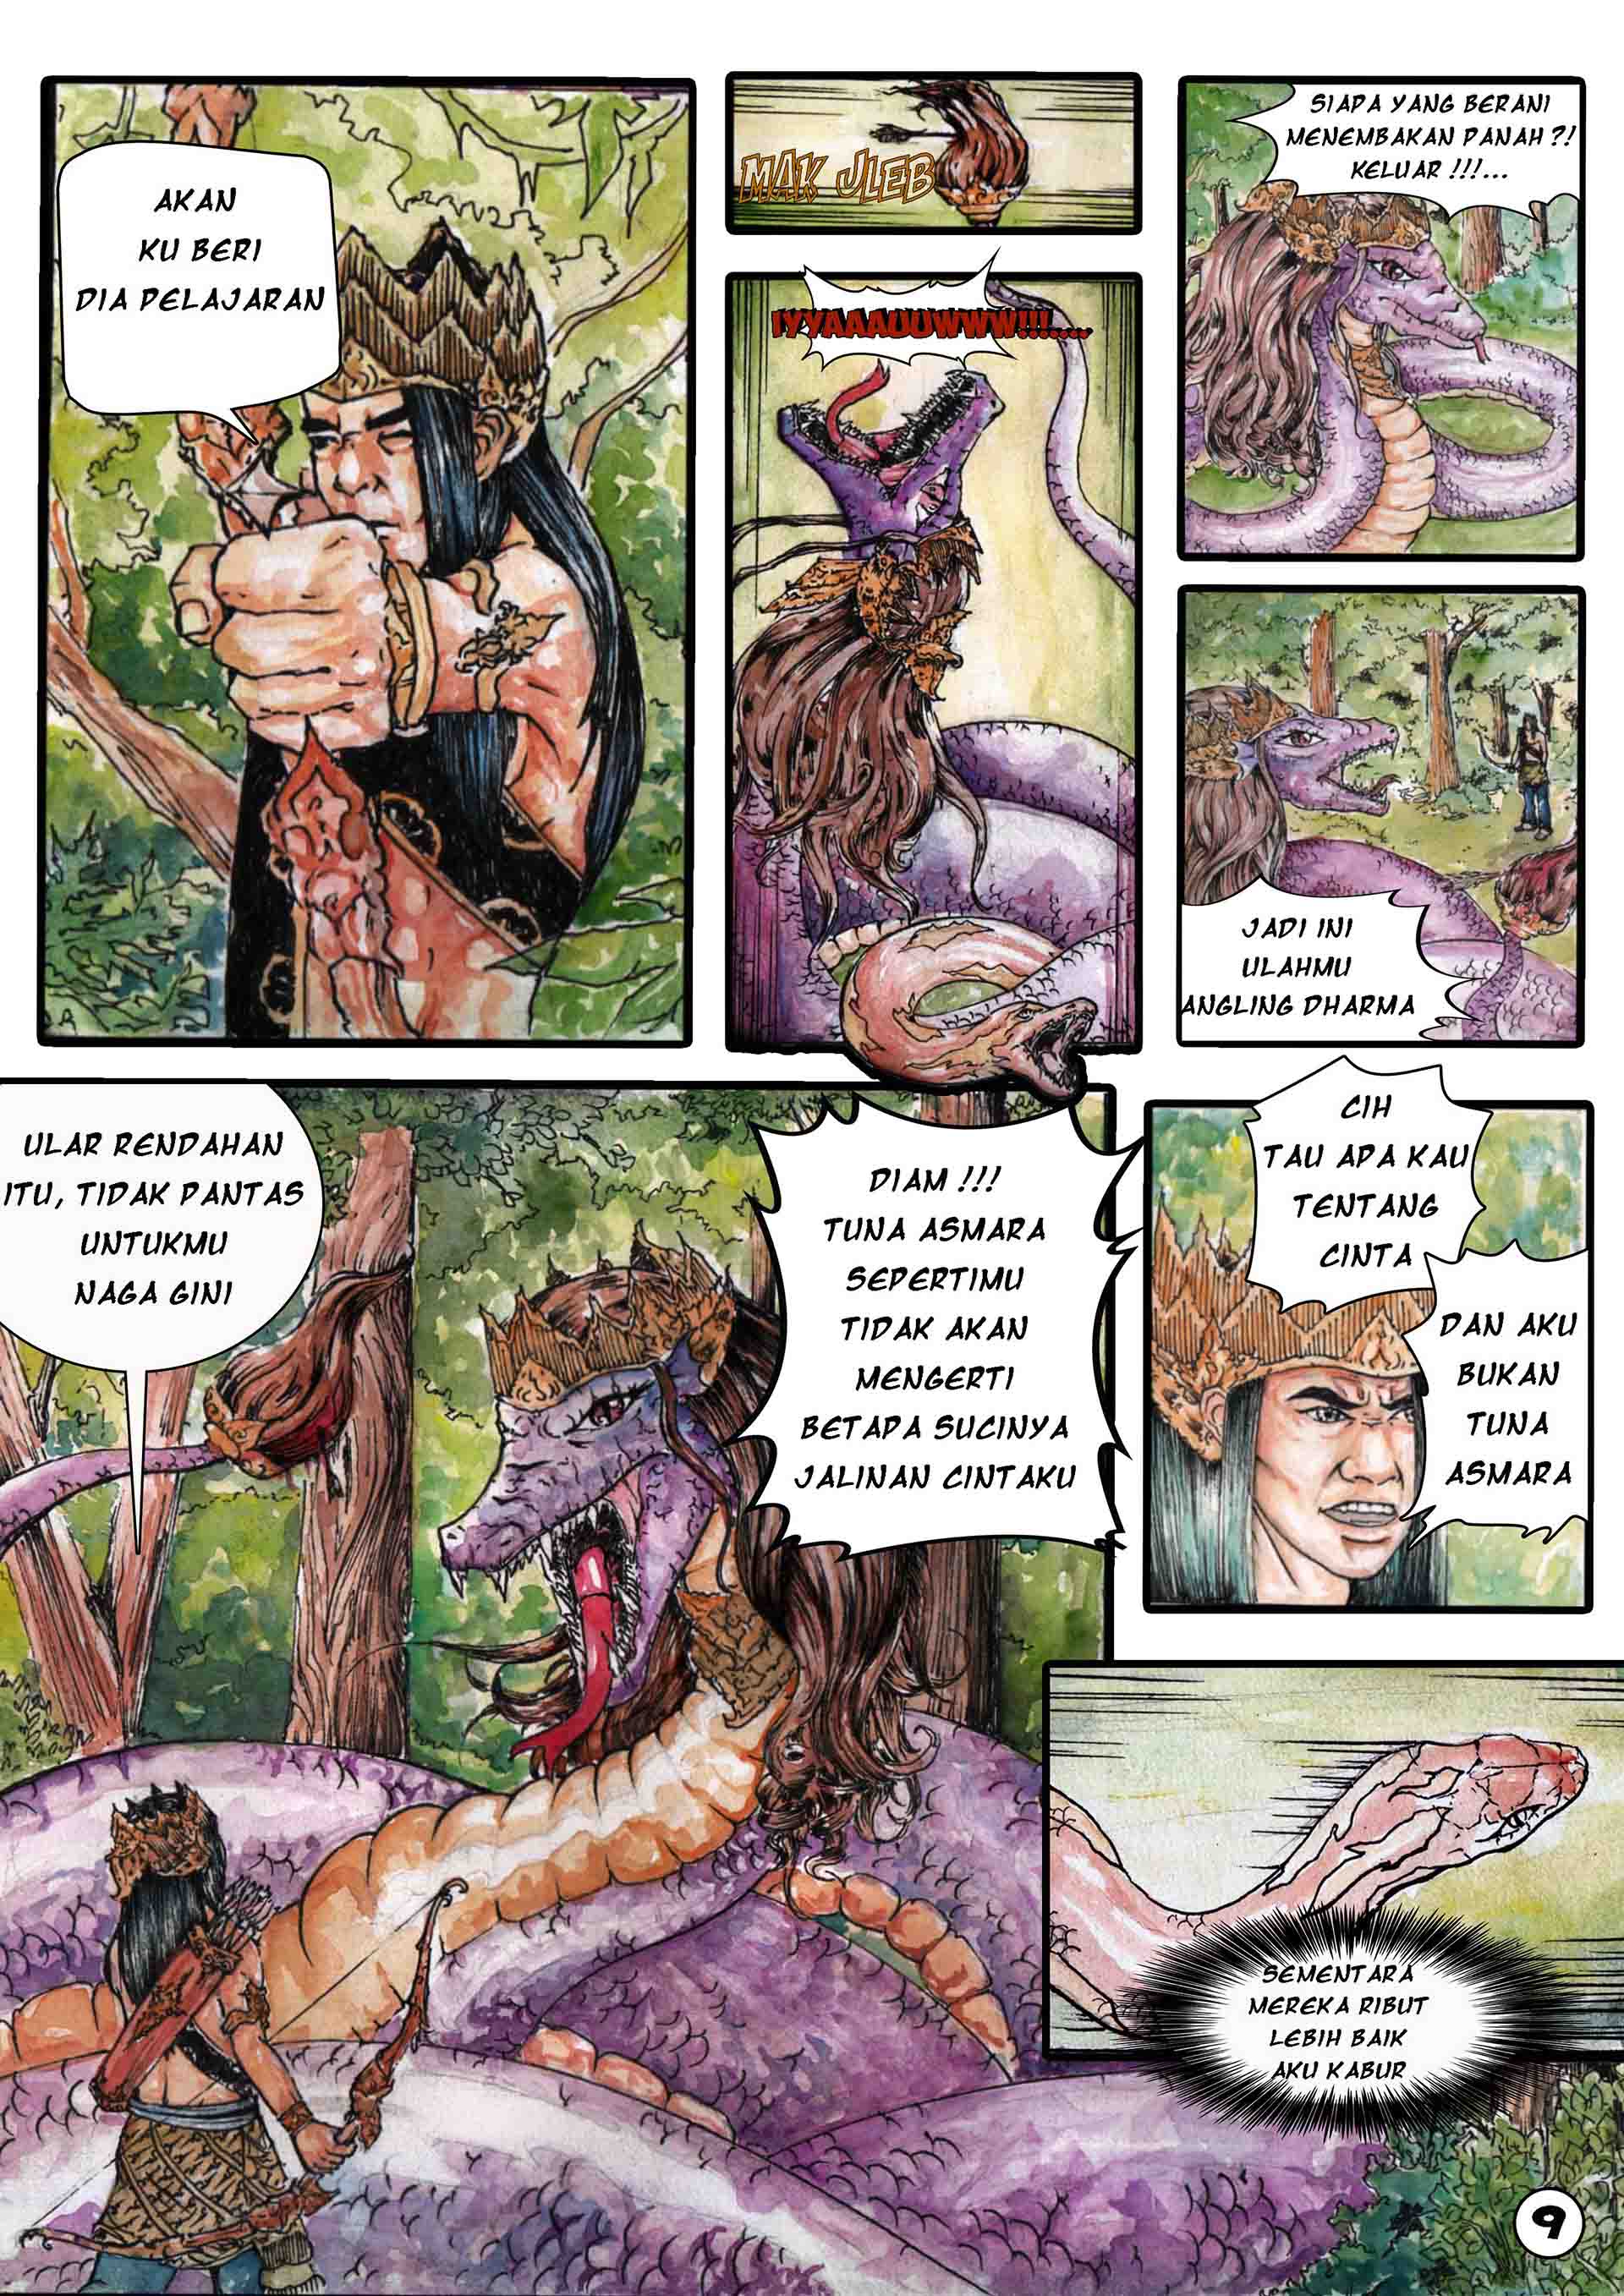 AKAN
KU BERI
DIA PELAJARAN
MAK JLEB
IYYAAAUUWWW!!!.....
SIAPA YANG BERANI
MENEMBAKAN PANAH ?!
KELUAR !!!...
JADI INI
ULAHMU
ANGLING DHARMA
ULAR RENDAHAN
ITU, TIDAK PANTAS
UNTUKMU
NAGA GINI
DIAM !!!
TUNA ASMARA
SEPERTIMU
TIDAK AKAN
MENGERTI
BETAPA SUCINYA
JALINAN CINTAKU
CIH
TAU APA KAU
TENTANG
CINTA
DAN AKU
BUKAN
TUNA
ASMARA
SEMENTARA
MEREKA RIBUT
LEBIH BAIK
AKU KABUR
9